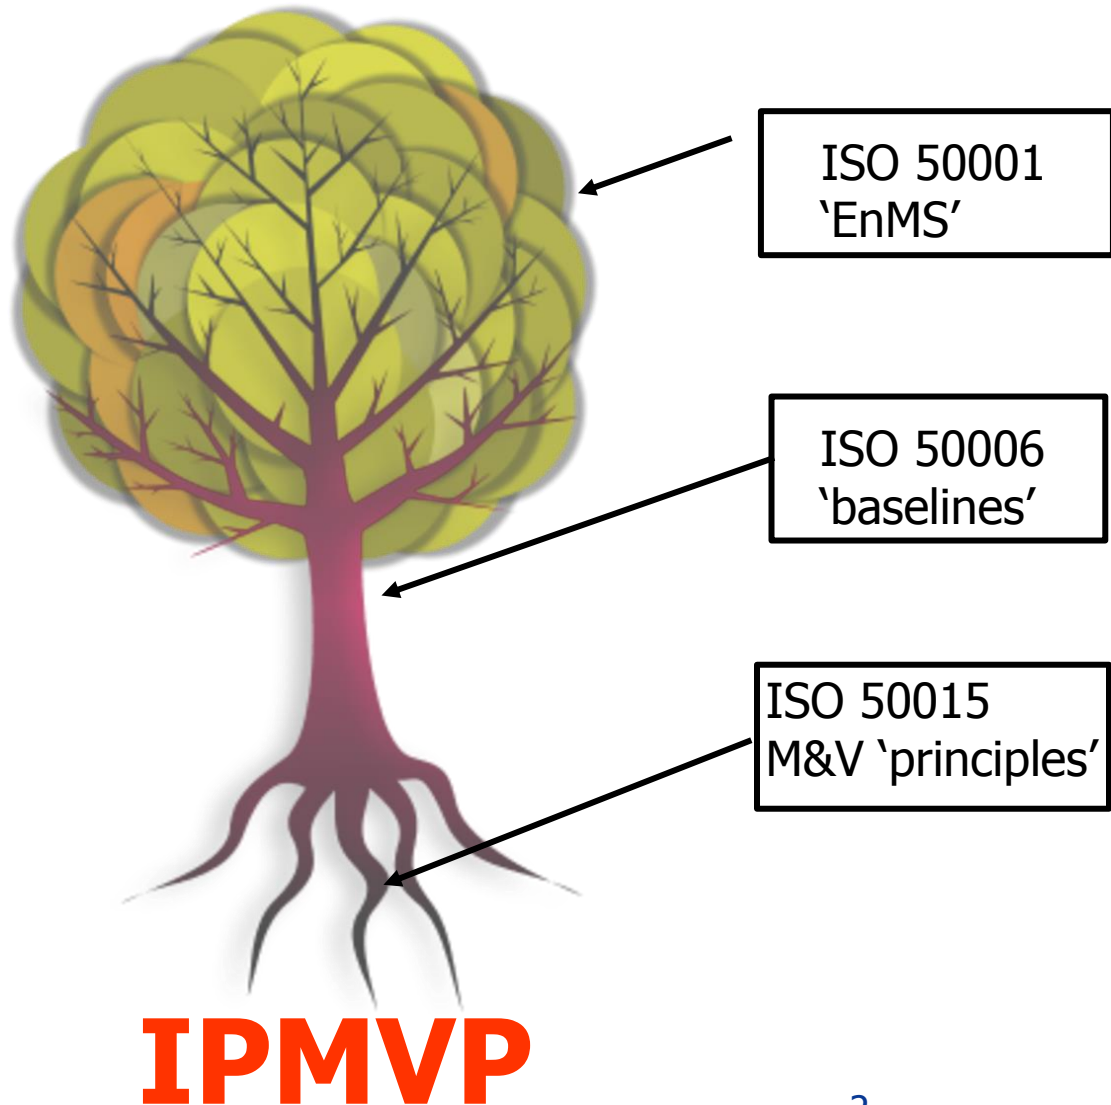 ISO 50001
‘EnMS’
ISO 50006
‘baselines’
ISO 50015
M&V ‘principles’
IPMVP